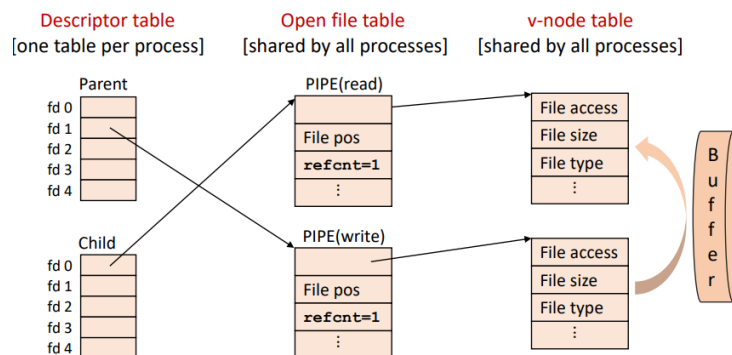 Descriptor table
[one table per process]
Open file table
[shared by all processes]
v-node table
[shared by all processes]
Parent
fd 0
fd 1
fd 2
fd 3
fd 4
PIPE(read)
File pos
refcnt=1
⋮
File access
File size
File type
⋮
Child
fd 0
fd 1
fd 2
fd 3
fd 4
PIPE(write)
File pos
refcnt=1
⋮
File access
File size
File type
⋮
Buffer